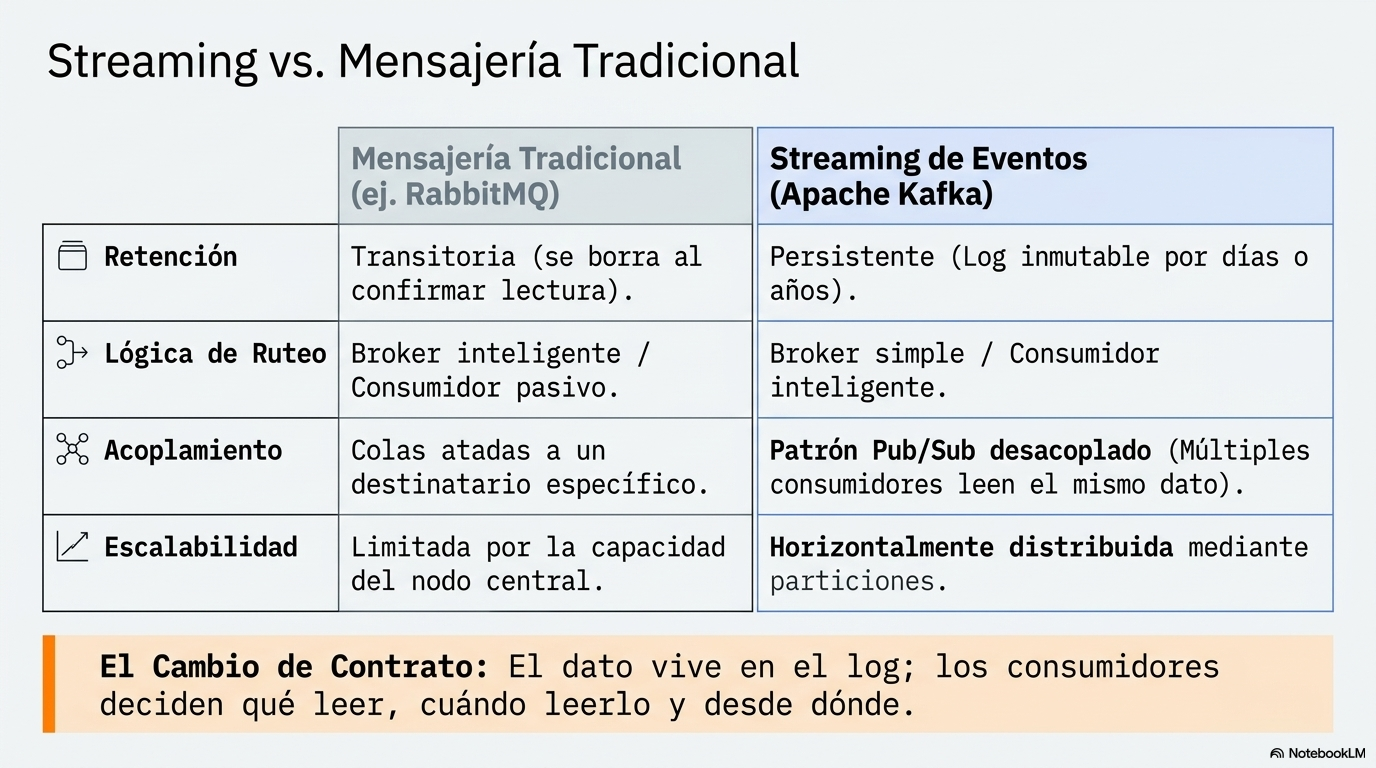 Streaming vs. Mensajería Tradicional
Mensajería Tradicional
(ej. RabbitMQ)
Streaming de Eventos
(Apache Kafka)
Retención
Transitoria (se borra al
confirmar lectura).
Persistente (Log inmutable por días o
años).
Lógica de Ruteo
Broker inteligente /
Consumidor pasivo.
Broker simple / Consumidor
inteligente.
Acoplamiento
Colas atadas a un
destinatario específico.
Patrón Pub/Sub desacoplado (Múltiples
consumidores leen el mismo dato).
Escalabilidad
Limitada por la capacidad
del nodo central.
Horizontalmente distribuida mediante
particiones.
El Cambio de Contrato: El dato vive en el log; los consumidores
deciden qué leer, cuándo leerlo y desde dónde.
NotebookLM